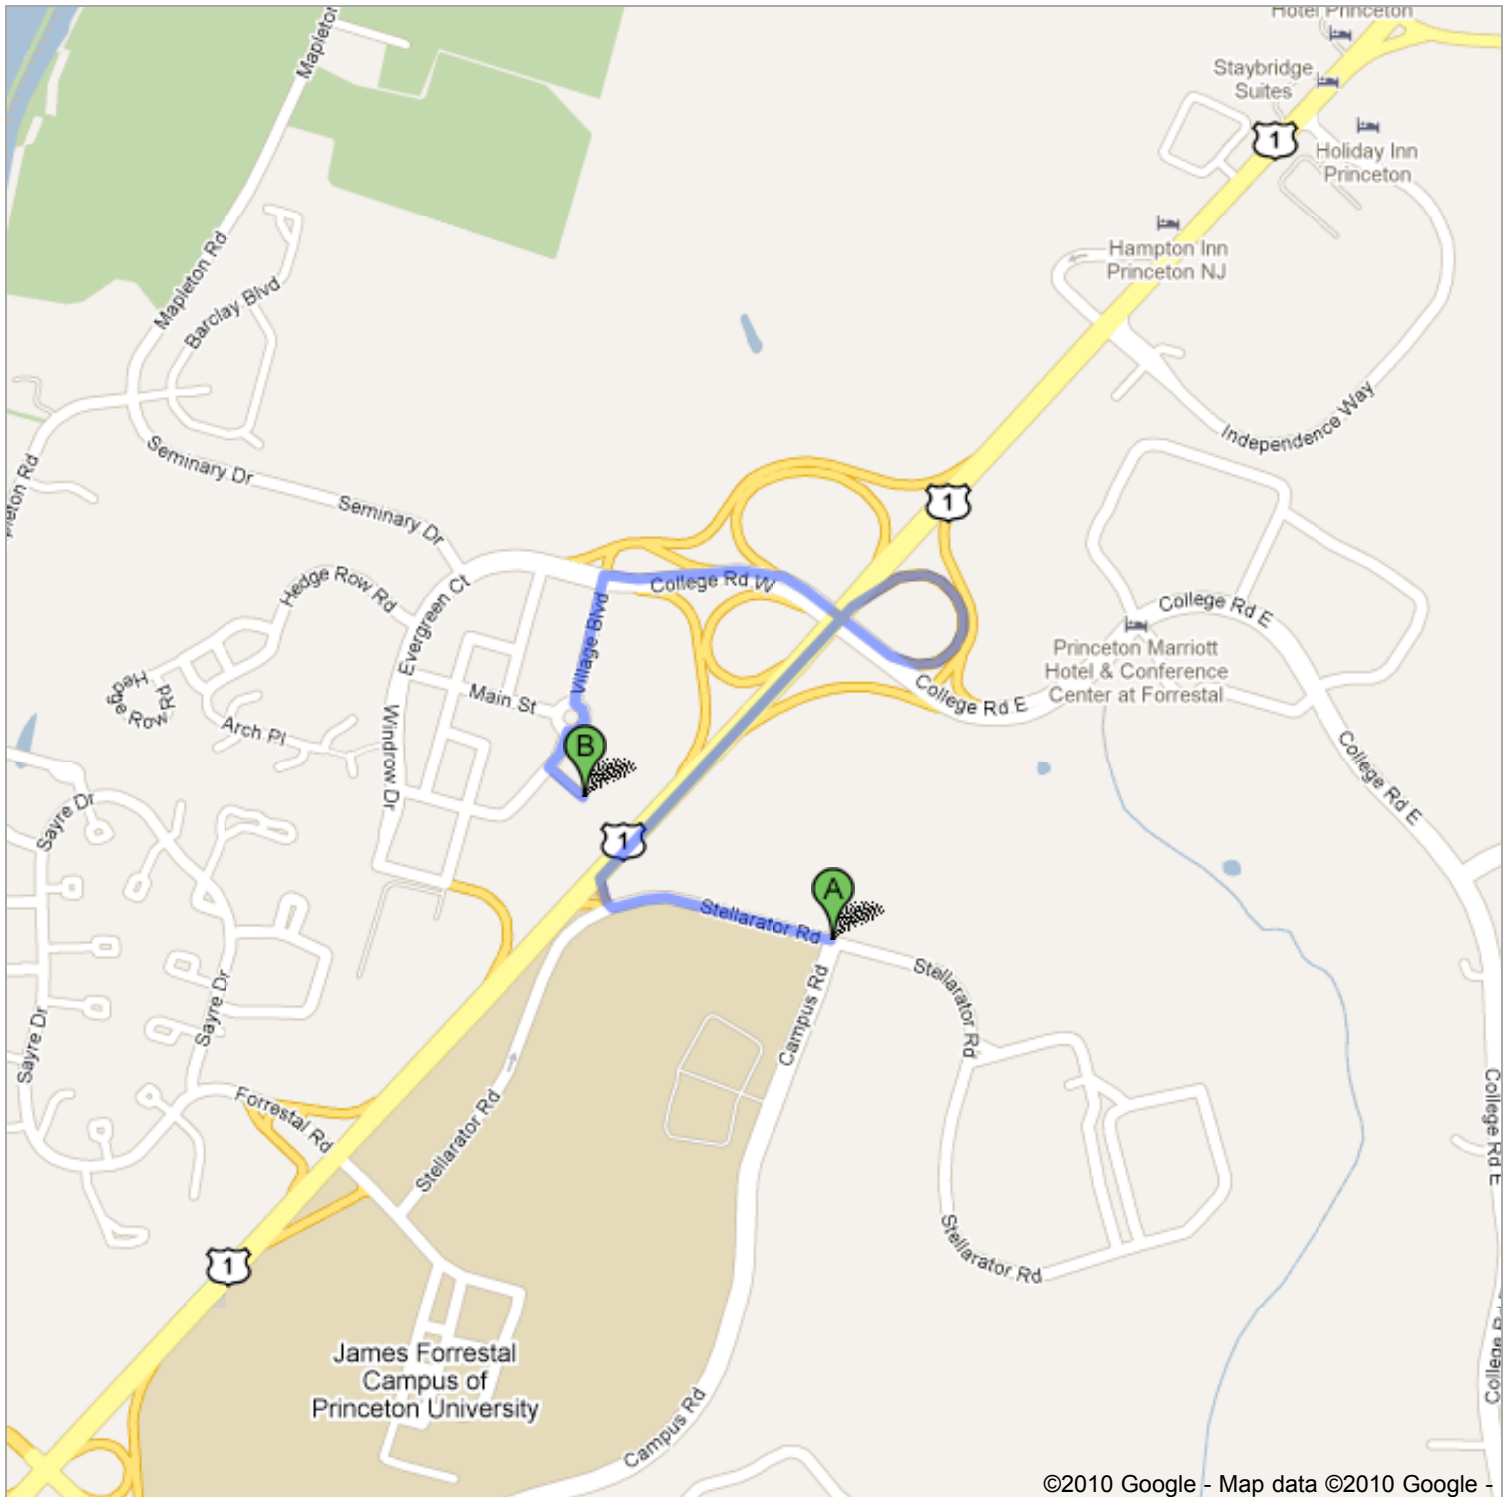 Hotel Princeton
Mapleton
Staybridge
Suites
1
Holiday Inn
Princeton
Hampton Inn
Princeton NJ
Mapleton Rd
Barclay Blvd
Independence Way
Seminary Dr
Seminary Dr
1
Hedge Row Rd
Evergreen Ct
College Rd W
Village Blvd
College Rd E
Princeton Marriott
Hotel & Conference
Center at Forrestal
College Rd E
Hedge Row Rd
Main St
Arch Pl
Windrow Dr
B
College Rd E
Sayre Dr
1
A
Stellarator Rd
Stellarator Rd
Campus Rd
Sayre Dr
Sayre Dr
Forrestal Rd
Stellarator Rd
College Rd E
Stellarator Rd
1
James Forrestal
Campus of
Princeton University
Campus Rd
©2010 Google - Map data ©2010 Google -